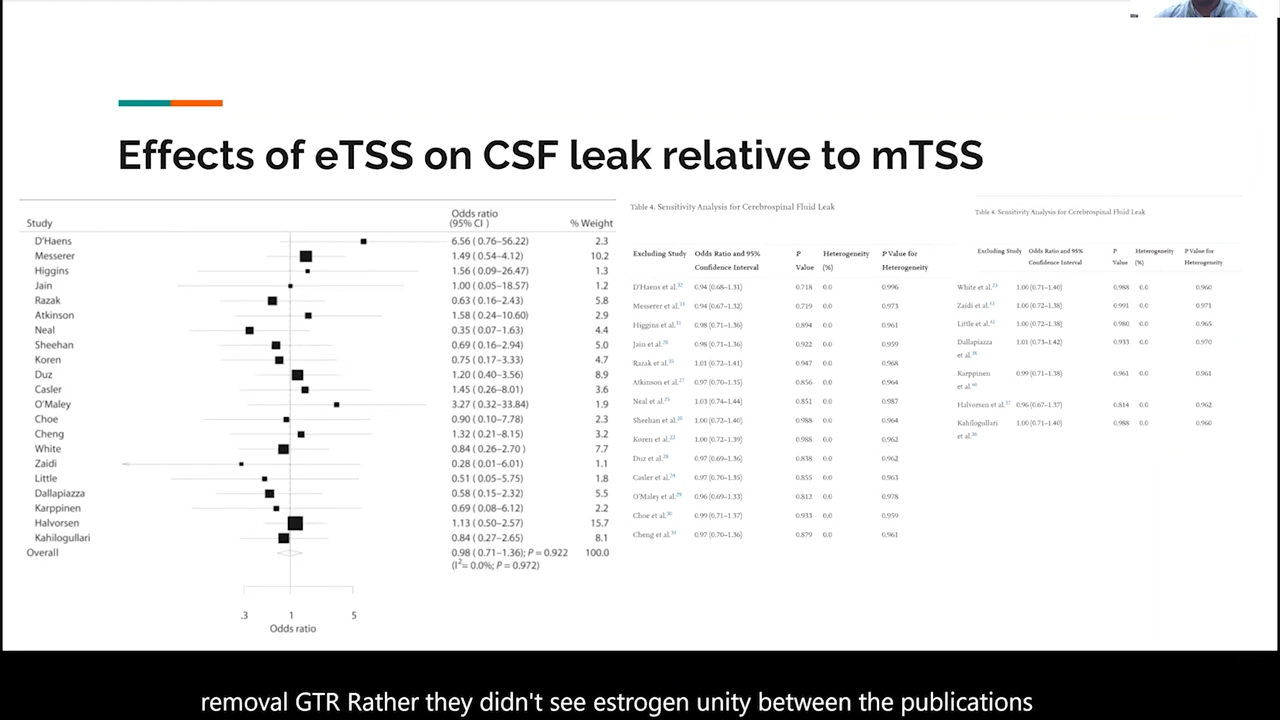 Effects of eTSS on CSF leak relative to mTSS
Study Odds ratio (95% CI ) % Weight
D'Haens 6.56 (0.76–56.22) 2.3
Messerer 1.49 (0.54–4.12) 10.2
Higgins 1.56 (0.09–26.47) 1.3
Jain 1.00 (0.05–18.57) 1.2
Razak 0.63 (0.16–2.43) 5.8
Atkinson 1.58 (0.24–10.60) 2.9
Neal 0.35 (0.07–1.63) 4.4
Sheehan 0.69 (0.16–2.94) 5.0
Koren 0.75 (0.17–3.33) 4.7
Duz 1.20 (0.40–3.56) 8.9
Casler 1.45 (0.26–8.01) 3.6
O'Maley 3.27 (0.32–33.84) 1.9
Choe 0.90 (0.10–7.78) 2.3
Cheng 1.32 (0.21–8.15) 3.2
White 0.84 (0.26–2.70) 7.7
Zaidi 0.28 (0.01–6.01) 1.1
Little 0.51 (0.05–5.75) 1.8
Dallapiazza 0.58 (0.15–2.32) 5.5
Karppinen 0.69 (0.08–6.12) 2.2
Halvorsen 1.13 (0.50–2.57) 15.7
Kahilogullari 0.84 (0.27–2.65) 8.1
Overall 0.98 ( 0.71–1.36); P = 0.922 100.0
(I²= 0.0%; P = 0.972)
.3 1 5
Odds ratio
Table 4. Sensitivity Analysis for Cerebrospinal Fluid Leak
Excluding Study Odds Ratio and 95% Confidence Interval P Value Heterogeneity (%) P Value for Heterogeneity
D'Haens et al. 0.94 (0.68–1.31) 0.718 0.0 0.996
Messerer et al. 0.94 (0.67–1.32) 0.719 0.0 0.973
Higgins et al. 0.98 (0.71–1.36) 0.894 0.0 0.961
Jain et al. 0.98 (0.71–1.36) 0.922 0.0 0.959
Razak et al. 1.01 (0.72–1.41) 0.947 0.0 0.968
Atkinson et al. 0.97 (0.70–1.35) 0.856 0.0 0.964
Neal et al. 1.03 (0.74–1.44) 0.851 0.0 0.987
Sheehan et al. 1.00 (0.72–1.40) 0.988 0.0 0.964
Koren et al. 1.00 (0.72–1.39) 0.988 0.0 0.962
Duz et al. 0.97 (0.69–1.36) 0.838 0.0 0.962
Casler et al. 0.97 (0.70–1.35) 0.855 0.0 0.963
O'Maley et al. 0.96 (0.69–1.33) 0.812 0.0 0.978
Choe et al. 0.99 (0.71–1.37) 0.933 0.0 0.959
Cheng et al. 0.97 (0.70–1.36) 0.879 0.0 0.961
Table 4. Sensitivity Analysis for Cerebrospinal Fluid Leak
Excluding Study Odds Ratio and 95% Confidence Interval P Value Heterogeneity (%) P Value for Heterogeneity
White et al. 1.00 (0.71–1.40) 0.988 0.0 0.960
Zaidi et al. 1.00 (0.72–1.38) 0.991 0.0 0.971
Little et al. 1.00 (0.72–1.38) 0.980 0.0 0.965
Dallapiazza et al. 1.01 (0.73–1.42) 0.933 0.0 0.970
Karppinen et al. 0.99 (0.71–1.38) 0.961 0.0 0.961
Halvorsen et al. 0.96 (0.67–1.37) 0.814 0.0 0.962
Kahilogullari et al. 1.00 (0.71–1.40) 0.988 0.0 0.960
removal GTR Rather they didn't see estrogen unity between the publications